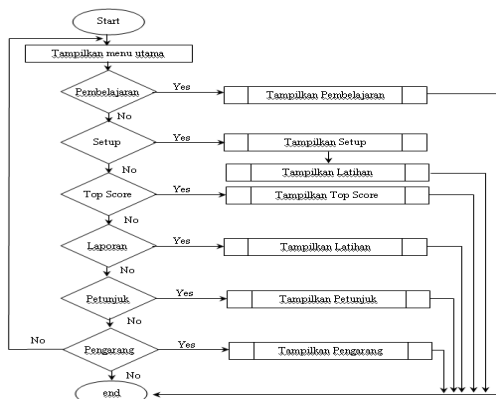 Start
Tampilkan menu utama
Pembelajaran
Yes
Tampilkan Pembelajaran
No
Setup
Yes
Tampilkan Setup
No
Tampilkan Latihan
Top Score
Yes
Tampilkan Top Score
No
Laporan
Yes
Tampilkan Latihan
No
Petunjuk
Yes
Tampilkan Petunjuk
No
No
Pengarang
Yes
Tampilkan Pengarang
No
end